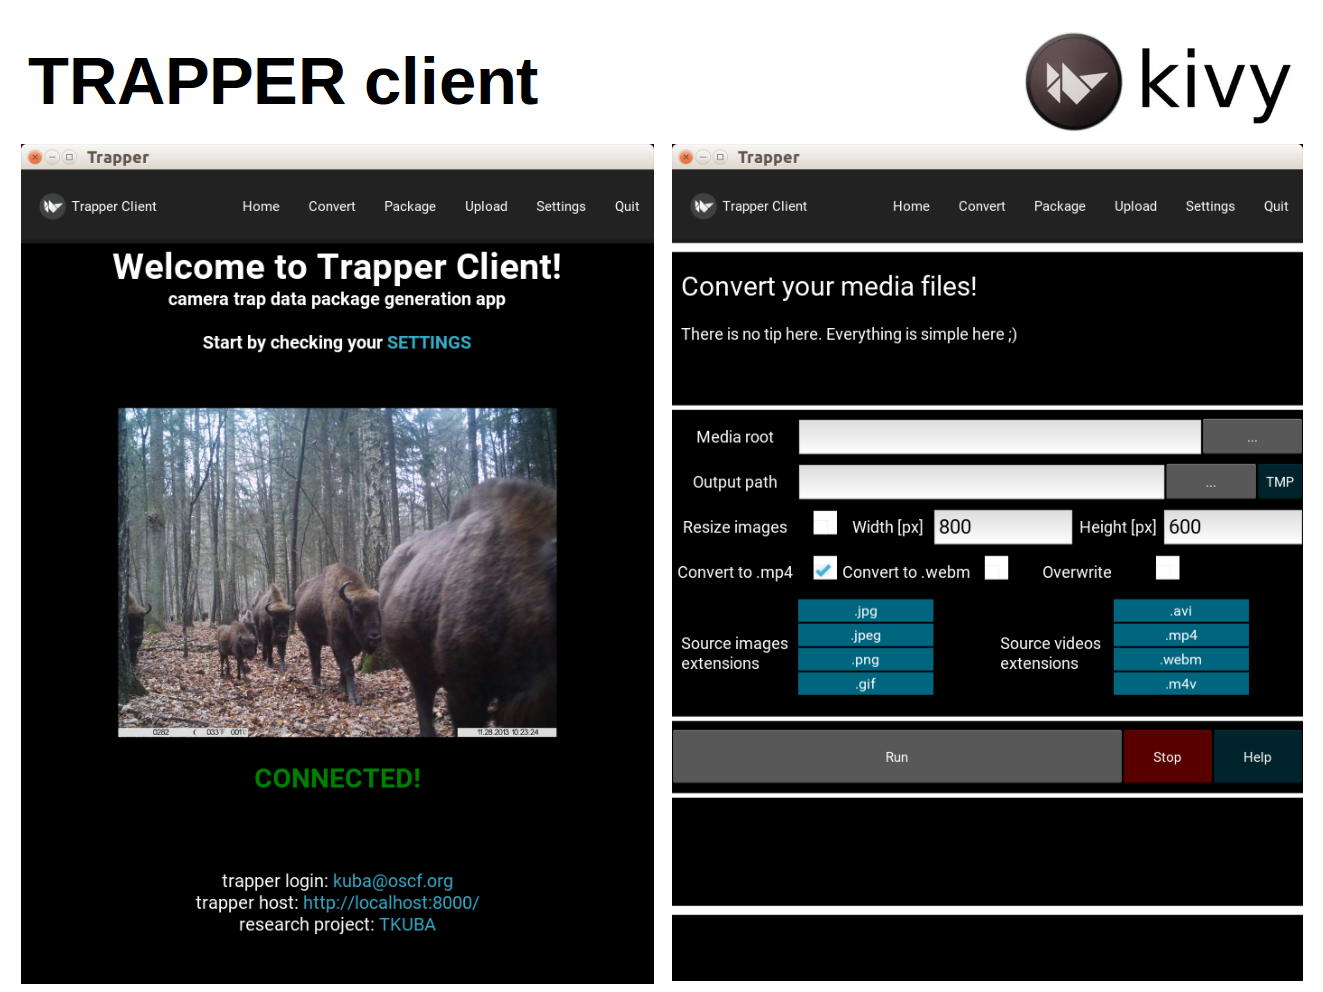 TRAPPER client
kivy
Trapper
Trapper Client Home Convert Package Upload Settings Quit
Welcome to Trapper Client!
camera trap data package generation app
Start by checking your SETTINGS
0282 033°F 001 11.28.2013 10:23:24
CONNECTED!
trapper login: kuba@oscf.org
trapper host: http://localhost:8000/
research project: TKUBA
Trapper
Trapper Client Home Convert Package Upload Settings Quit
Convert your media files!
There is no tip here. Everything is simple here ;)
Media root ...
Output path ... TMP
Resize images Width [px] 800 Height [px] 600
Convert to .mp4 Convert to .webm Overwrite
Source images extensions
.jpg
.jpeg
.png
.gif
Source videos extensions
.avi
.mp4
.webm
.m4v
Run Stop Help